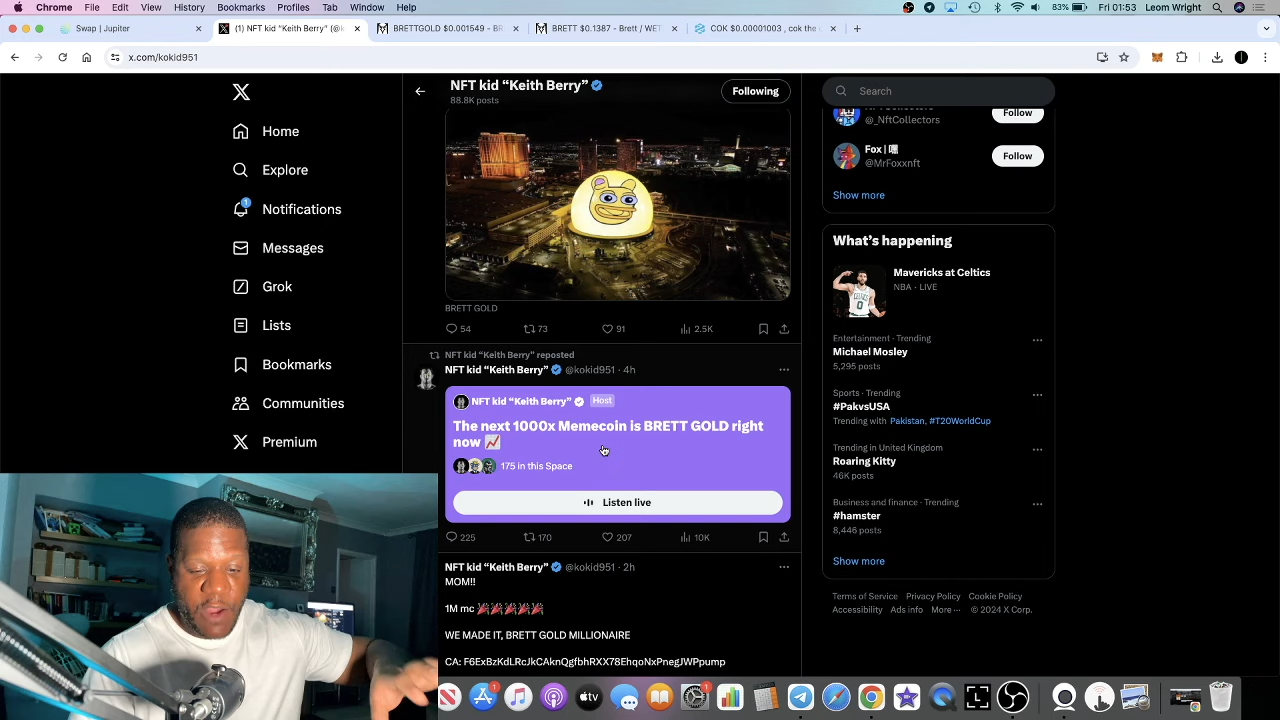 Chrome File Edit View History Bookmarks Profiles Tab Window Help
83% Fri 01:53 Leom Wright
Swap | Jupiter
(1) NFT kid “Keith Berry” (@k
BRETTGOLD $0.001549 - BR
BRETT $0.1387 - Brett / WET
COK $0.00001003 , cok the c
x.com/kokid951
NFT kid “Keith Berry”
88.8K posts
Following
Search
Home
Explore
1
Notifications
Messages
Grok
Lists
Bookmarks
Communities
Premium
BRETT GOLD
54 73 91 2.5K
NFT kid “Keith Berry” reposted
NFT kid “Keith Berry” @kokid951 · 4h
NFT kid “Keith Berry” Host
The next 1000x Memecoin is BRETT GOLD right
now
175 in this Space
Listen live
225 170 207 10K
NFT kid “Keith Berry” @kokid951 · 2h
MOM!!
1M mc
WE MADE IT, BRETT GOLD MILLIONAIRE
CA: F6ExBzKdLRcJkCAknQgfbhRXX78EhqoNxPnegJWPpump
@_NftCollectors
Follow
Fox | 嘿
@MrFoxxnft
Follow
Show more
What’s happening
Mavericks at Celtics
NBA · LIVE
Entertainment · Trending
Michael Mosley
5,295 posts
Sports · Trending
#PakvsUSA
Trending with Pakistan, #T20WorldCup
Trending in United Kingdom
Roaring Kitty
46K posts
Business and finance · Trending
#hamster
8,446 posts
Show more
Terms of Service Privacy Policy Cookie Policy
Accessibility Ads info More ··· © 2024 X Corp.